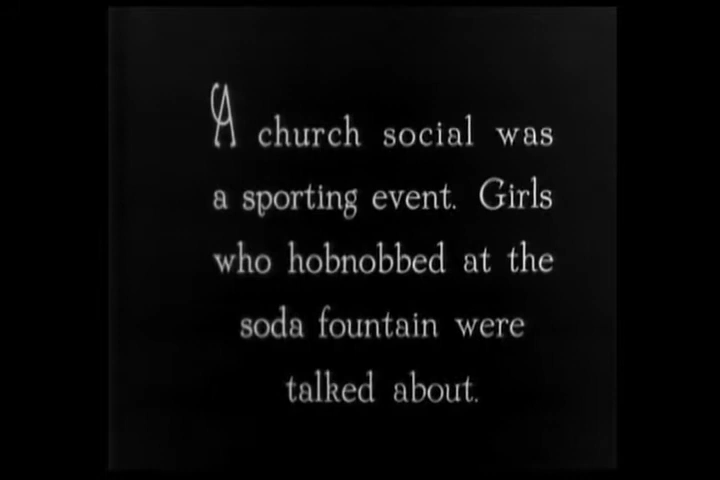 A church social was
a sporting event. Girls
who hobnobbed at the
soda fountain were
talked about.